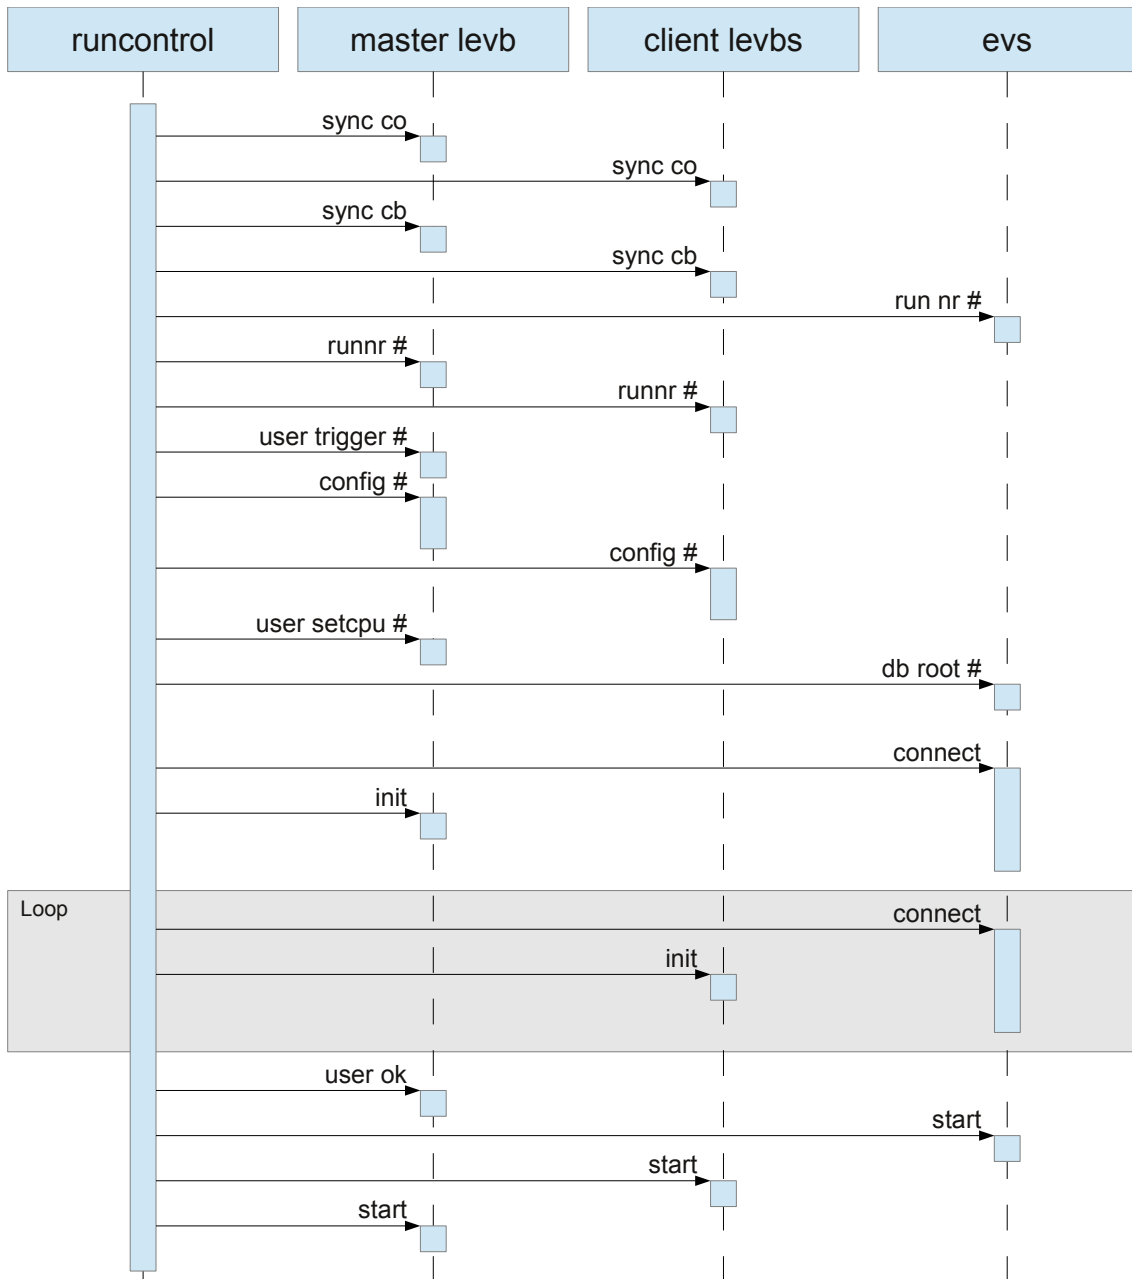 runcontrol
master levb
client levbs
evs
sync co
sync co
sync cb
sync cb
run nr #
runnr #
runnr #
user trigger #
config #
config #
user setcpu #
db root #
connect
init
Loop
connect
init
user ok
start
start
start